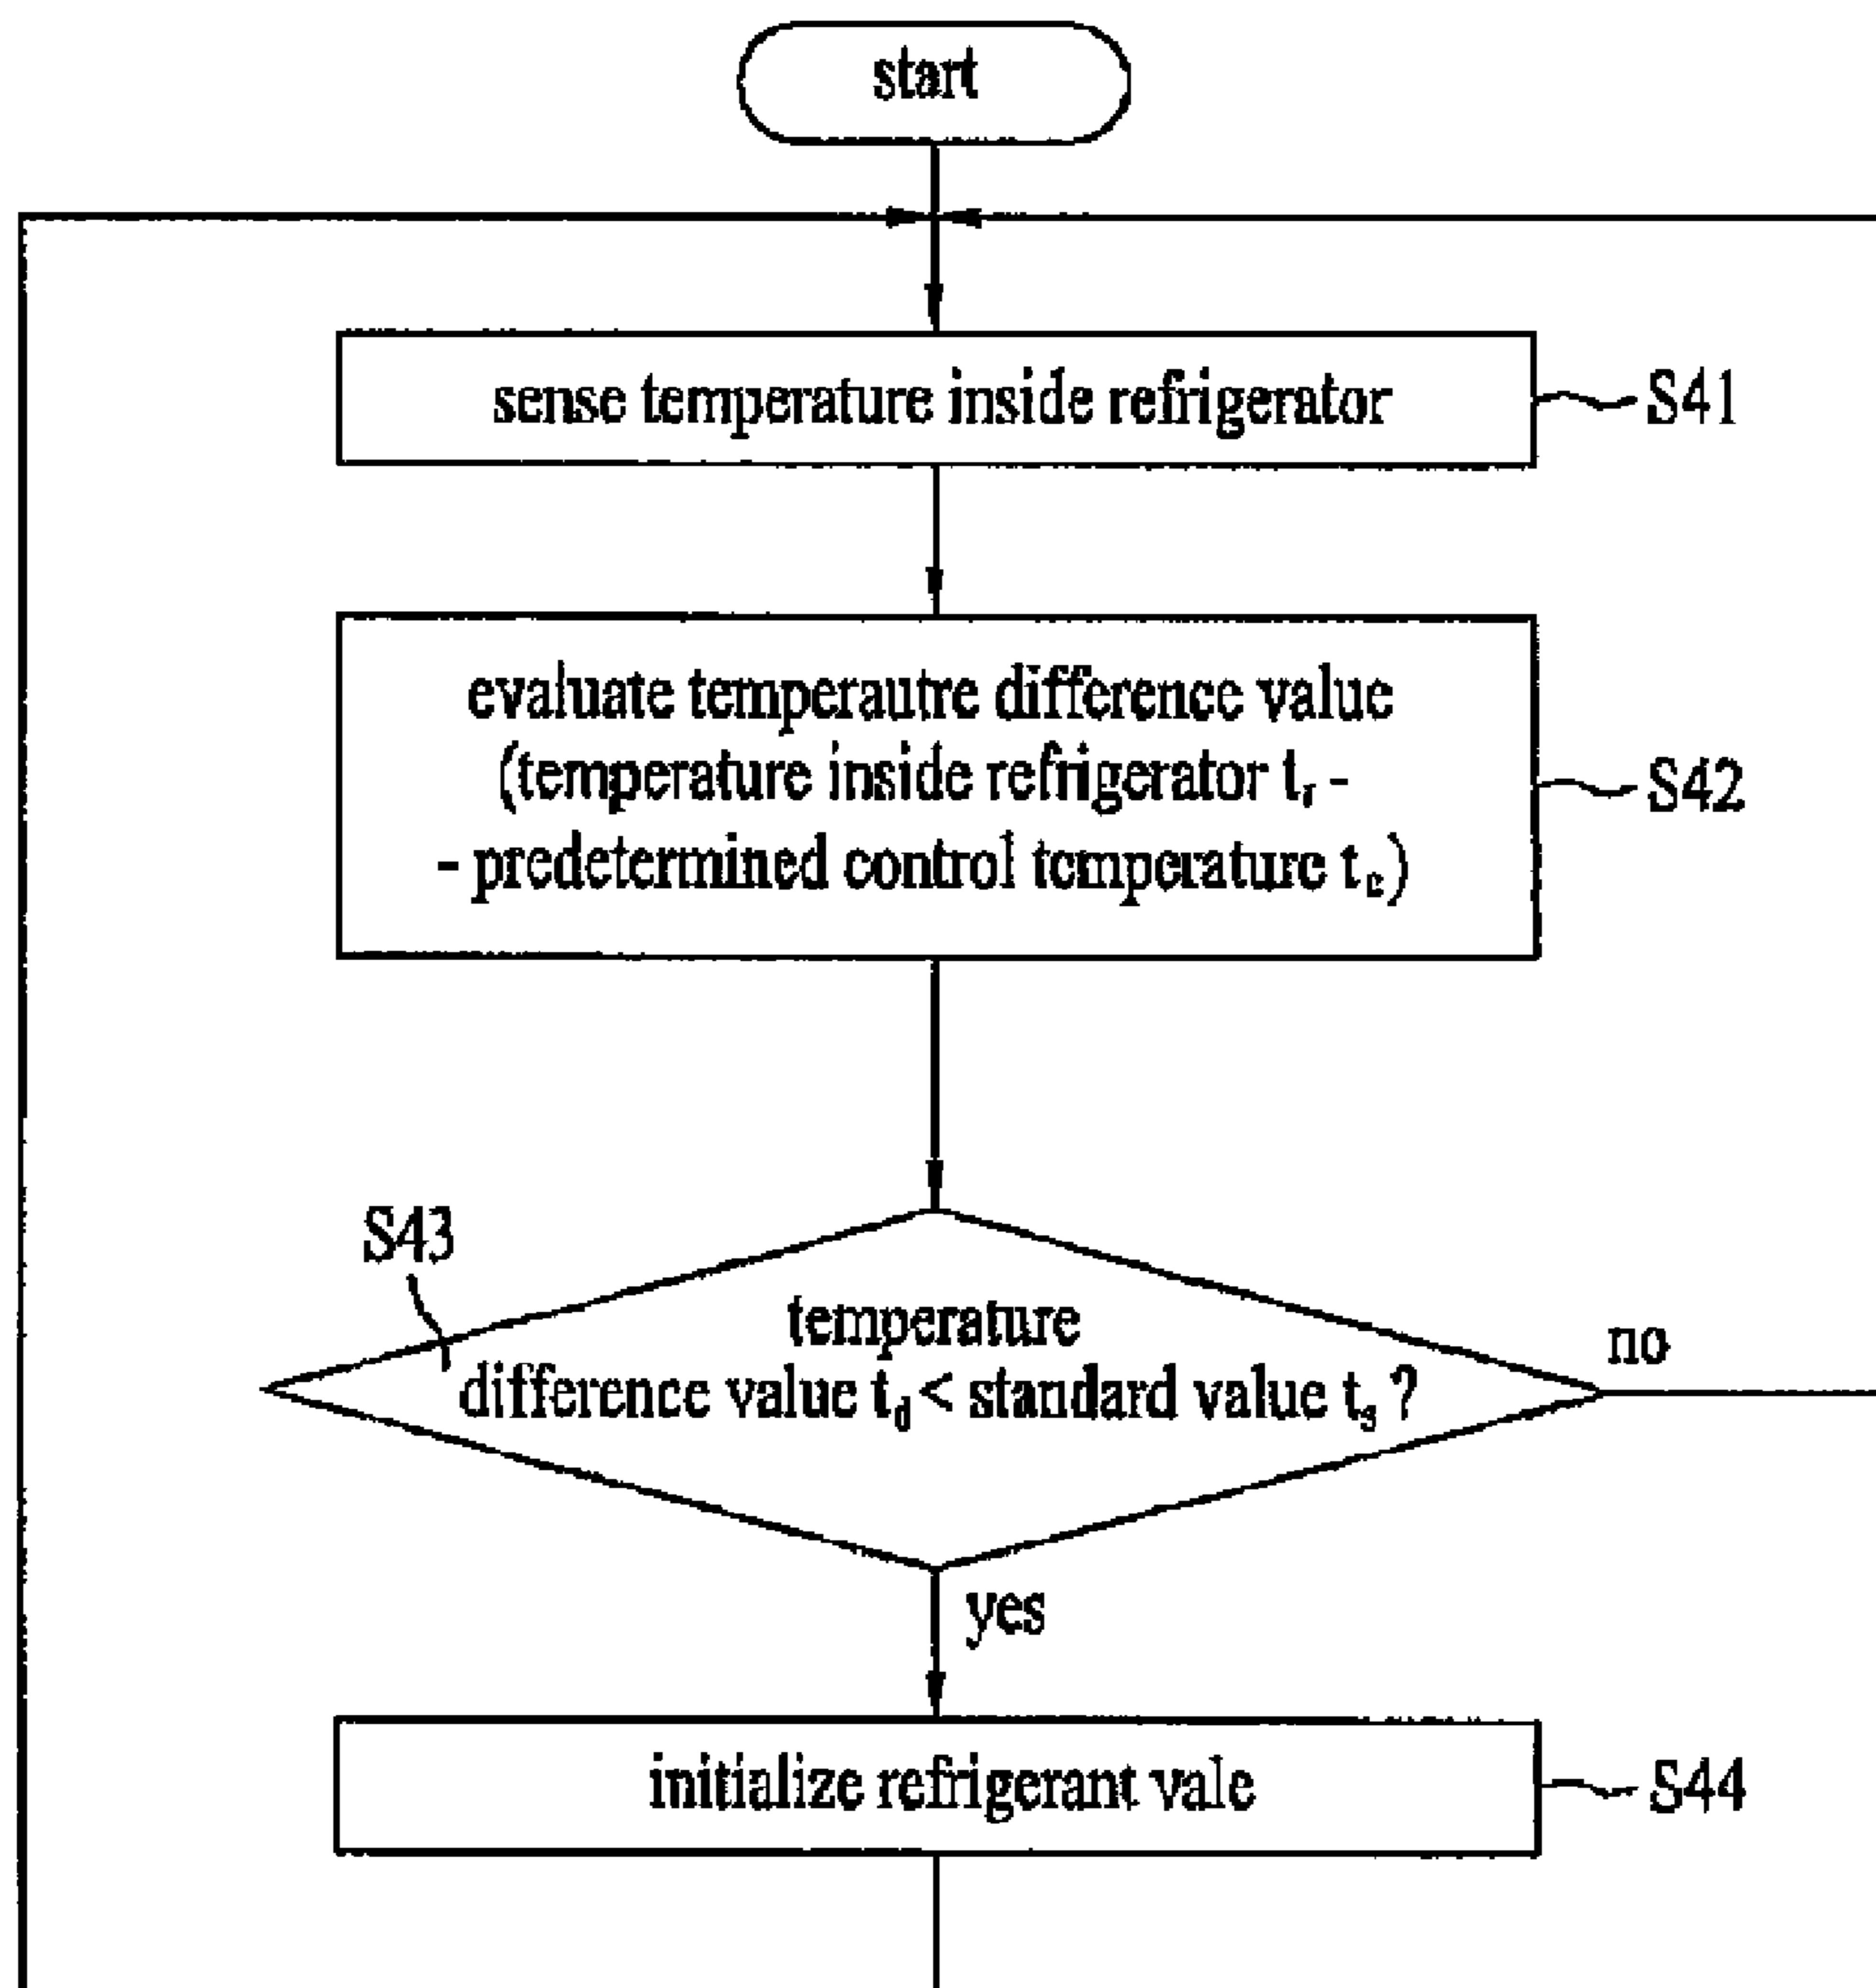 start
sense temperature inside refrigerator
S41
evaluate temperautre difference value
(temperature inside refrigerator tr -
- predetermined control temperature tc)
S42
S43
temperature
difference value td < standard value ts ?
no
yes
initialize refrigerant vale
S44